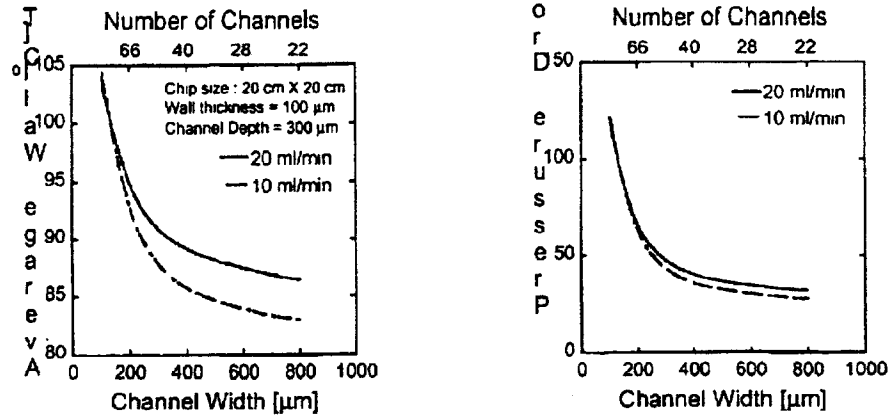 Number of Channels
66 40 28 22
Average Wal
105
100
95
90
85
80
Chip size : 20 cm X 20 cm
Wall thickness = 100 µm
Channel Depth = 300 µm
20 ml/min
10 ml/min
0 200 400 600 800 1000
Channel Width [µm]
Number of Channels
66 40 28 22
Pressure Dro
150
100
50
0
20 ml/min
10 ml/min
0 200 400 600 800 1000
Channel Width [µm]